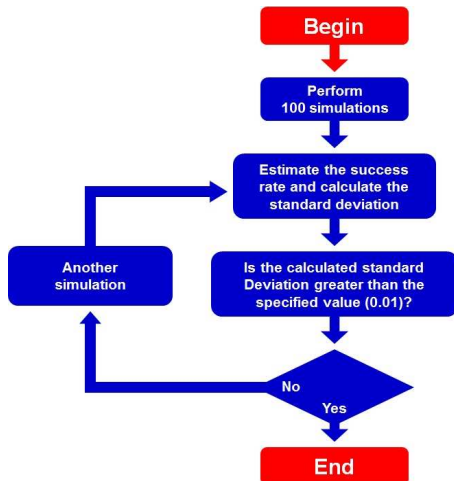 Begin
Perform
100 simulations
Estimate the success
rate and calculate the
standard deviation
Another
simulation
Is the calculated standard
Deviation greater than the
specified value (0.01)?
No
Yes
End